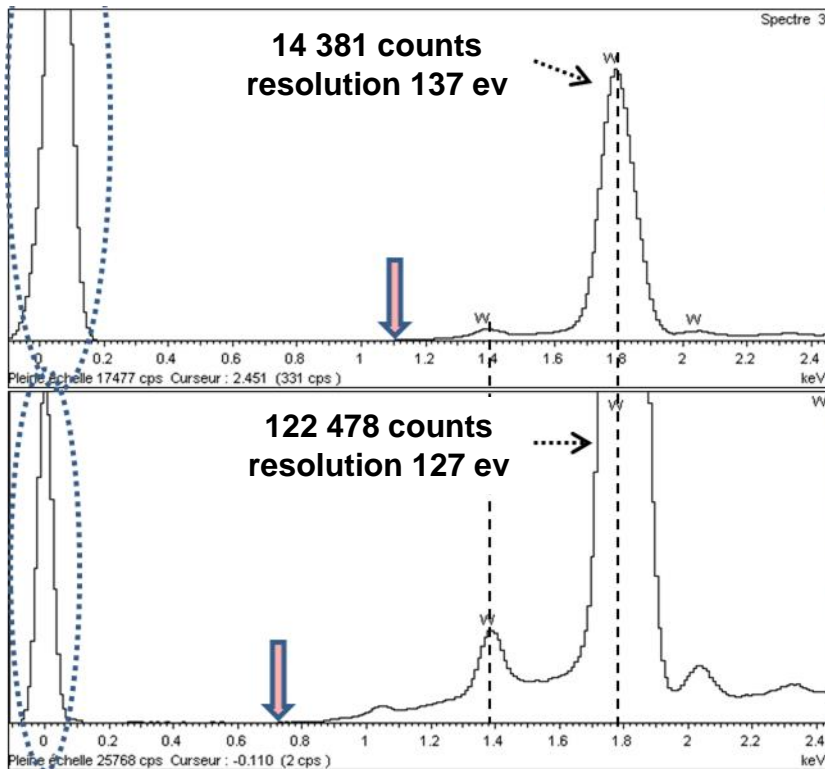 Spectre 3
14 381 counts
resolution 137 ev
W
W
W
0 0.2 0.4 0.6 0.8 1 1.2 1.4 1.6 1.8 2 2.2 2.4
Pleine échelle 17477 cps Curseur : 2.451 (331 cps )
keV
W
W
122 478 counts
resolution 127 ev
W
0 0.2 0.4 0.6 0.8 1 1.2 1.4 1.6 1.8 2 2.2 2.4
Pleine échelle 25768 cps Curseur : -0.110 (2 cps )
keV